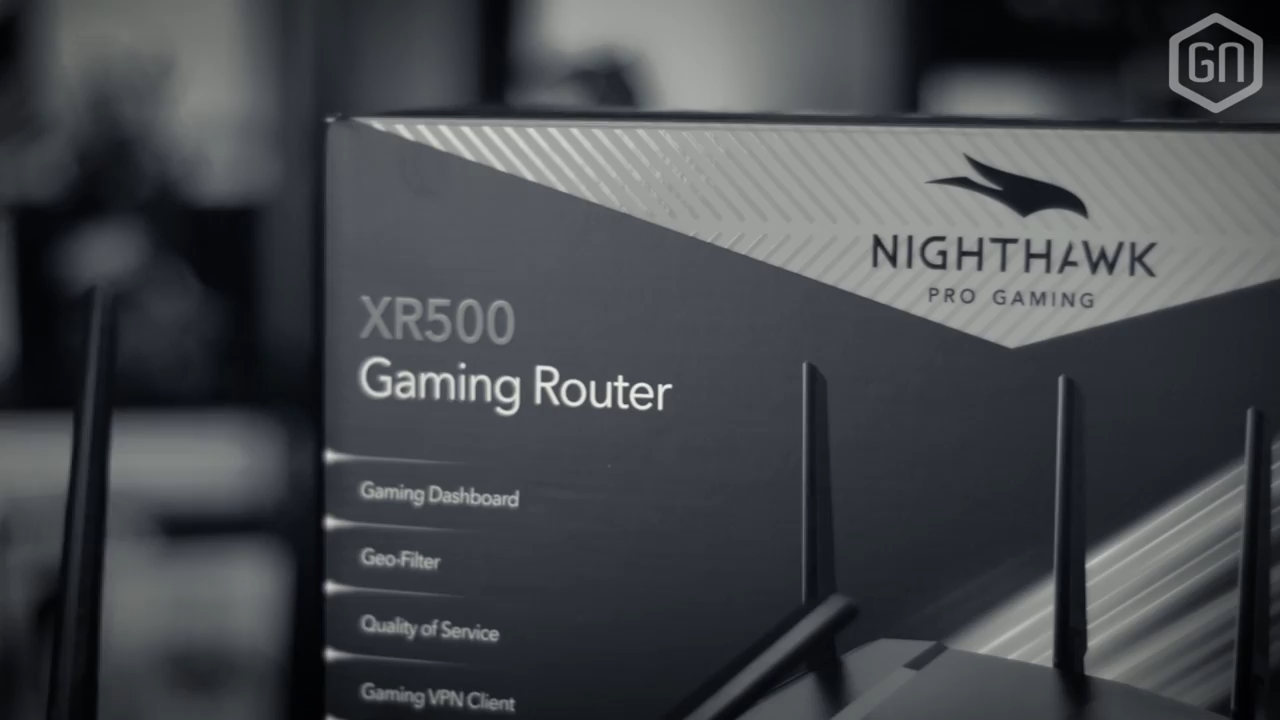 GN
NIGHTHAWK
PRO GAMING
XR500
Gaming Router
Gaming Dashboard
Geo-Filter
Quality of Service
Gaming VPN Client